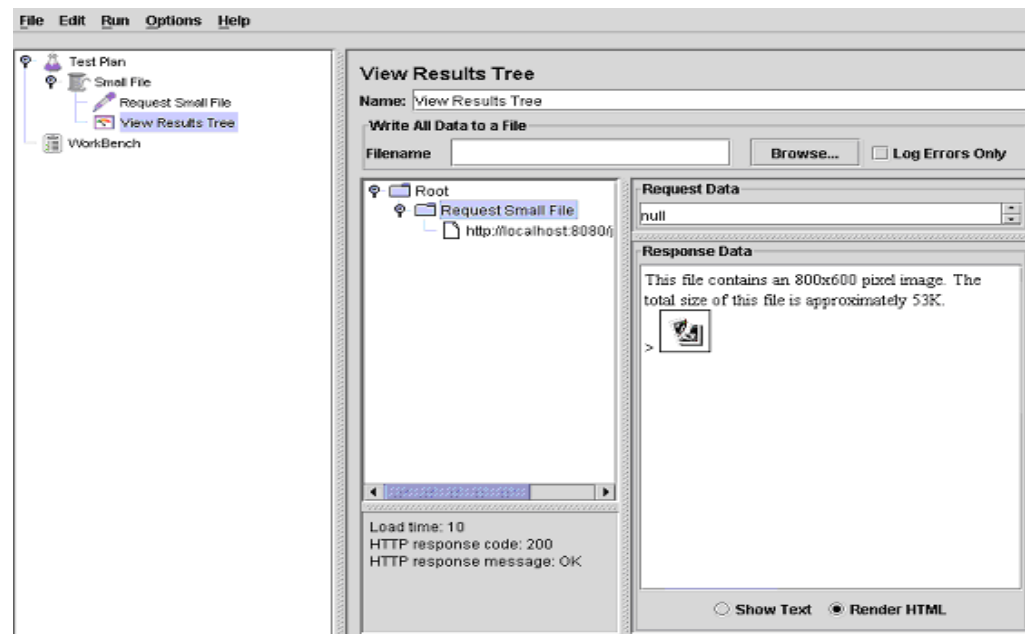 File Edit Run Options Help
Test Plan
Small File
Request Small File
View Results Tree
WorkBench
View Results Tree
Name: View Results Tree
Write All Data to a File
Filename Browse... Log Errors Only
Root
Request Small File
http://localhost:8080/j
Load time: 10
HTTP response code: 200
HTTP response message: OK
Request Data
null
Response Data
This file contains an 800x600 pixel image. The
total size of this file is approximately 53K.
>
Show Text Render HTML